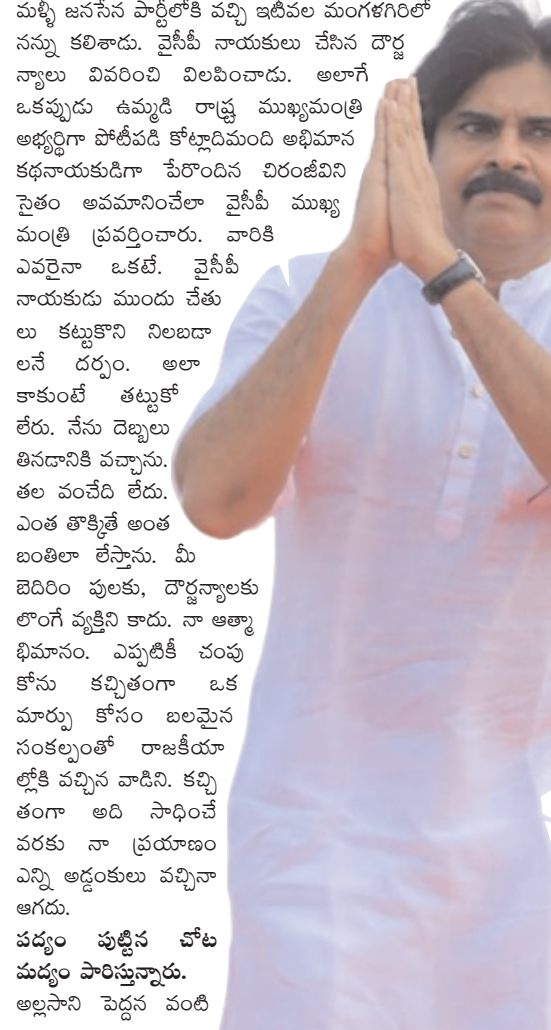 మళ్ళీ జనసేన పార్టీలోకి వచ్చి ఇటీవల మంగళగిరిలో
నన్ను కలిశాడు. వైసీపీ నాయకులు చేసిన దౌర్జ
న్యాలు వివరించి విలపించాడు. అలాగే
ఒకప్పుడు ఉమ్మడి రాష్ట్ర ముఖ్యమంత్రి
అభ్యర్థిగా పోటీపడి కోట్లాదిమంది అభిమాన
కథనాయకుడిగా పేరొందిన చిరంజీవిని
సైతం అవమానించేలా వైసీపీ ముఖ్య
మంత్రి ప్రవర్తించారు. వారికి
ఎవరైనా ఒకటే. వైసీపీ
నాయకుడు ముందు చేతు
లు కట్టుకొని నిలబడా
లనే దర్పం. అలా
కాకుంటే తట్టుకో
లేరు. నేను దెబ్బలు
తినడానికి వచ్చాను.
తల వంచేది లేదు.
ఎంత తొక్కితే అంత
బంతిలా లేస్తాను. మీ
బెదిరిం పులకు, దౌర్జన్యాలకు
లొంగే వ్యక్తిని కాదు. నా ఆత్మా
భిమానం. ఎప్పటికీ చంపు
కోను కచ్చితంగా ఒక
మార్పు కోసం బలమైన
సంకల్పంతో రాజకీయా
ల్లోకి వచ్చిన వాడిని. కచ్చి
తంగా అది సాధించే
వరకు నా ప్రయాణం
ఎన్ని అడ్డంకులు వచ్చినా
ఆగదు.
పద్యం పుట్టిన చోట
మద్యం పారిస్తున్నారు.
అల్లసాని పెద్దన వంటి